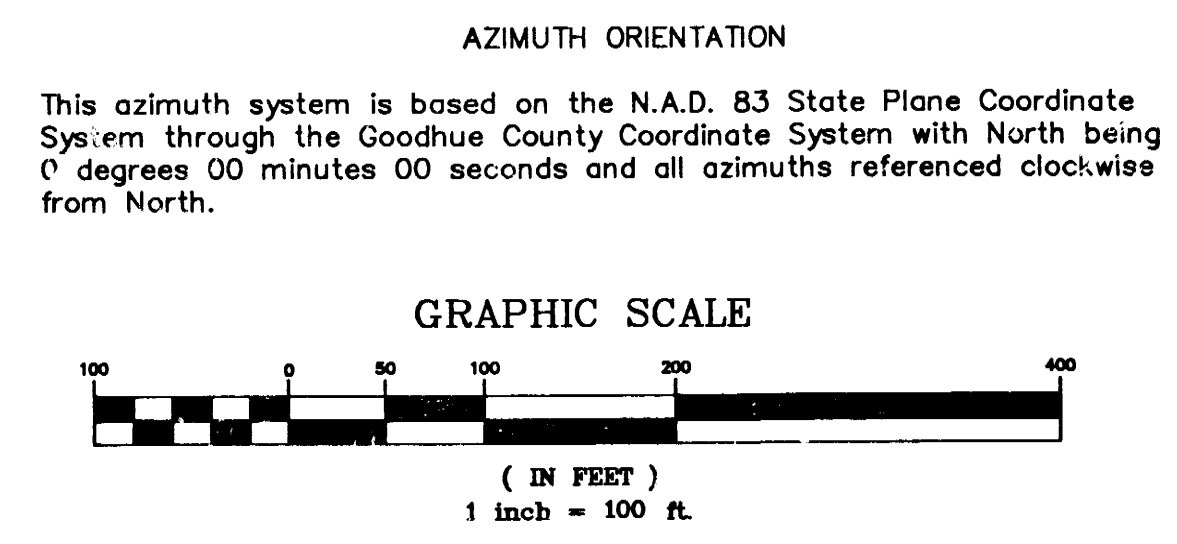 AZIMUTH ORIENTATION
This azimuth system is based on the N.A.D. 83 State Plane Coordinate
System through the Goodhue County Coordinate System with North being
0 degrees 00 minutes 00 seconds and all azimuths referenced clockwise
from North.
GRAPHIC SCALE
100 0 50 100 200 400
( IN FEET )
1 inch = 100 ft.